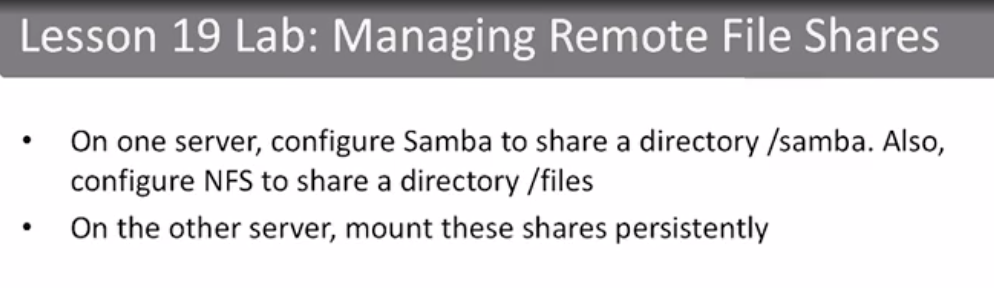 Lesson 19 Lab: Managing Remote File Shares
• On one server, configure Samba to share a directory /samba. Also,
configure NFS to share a directory /files
• On the other server, mount these shares persistently